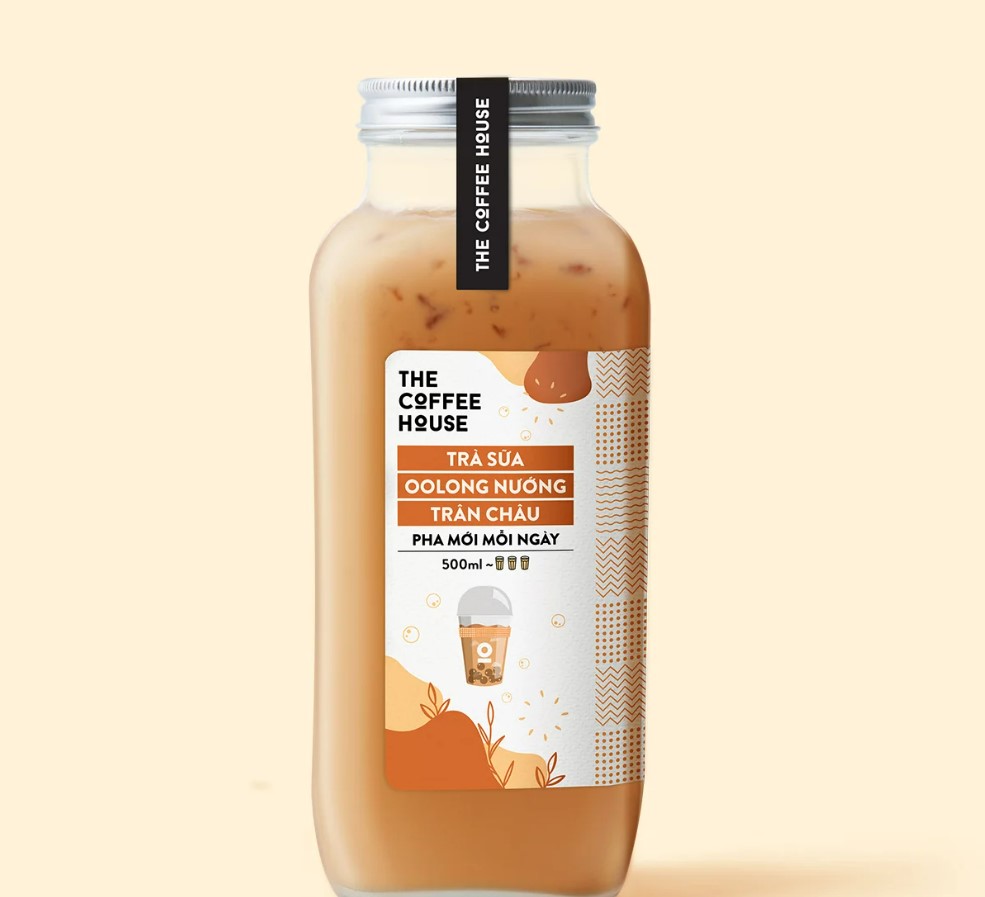 THE COFFEE HOUSE
THE
COFFEE
HOUSE
TRÀ SỮA
OOLONG NƯỚNG
TRÂN CHÂU
PHA MỚI MỖI NGÀY
500ml ~